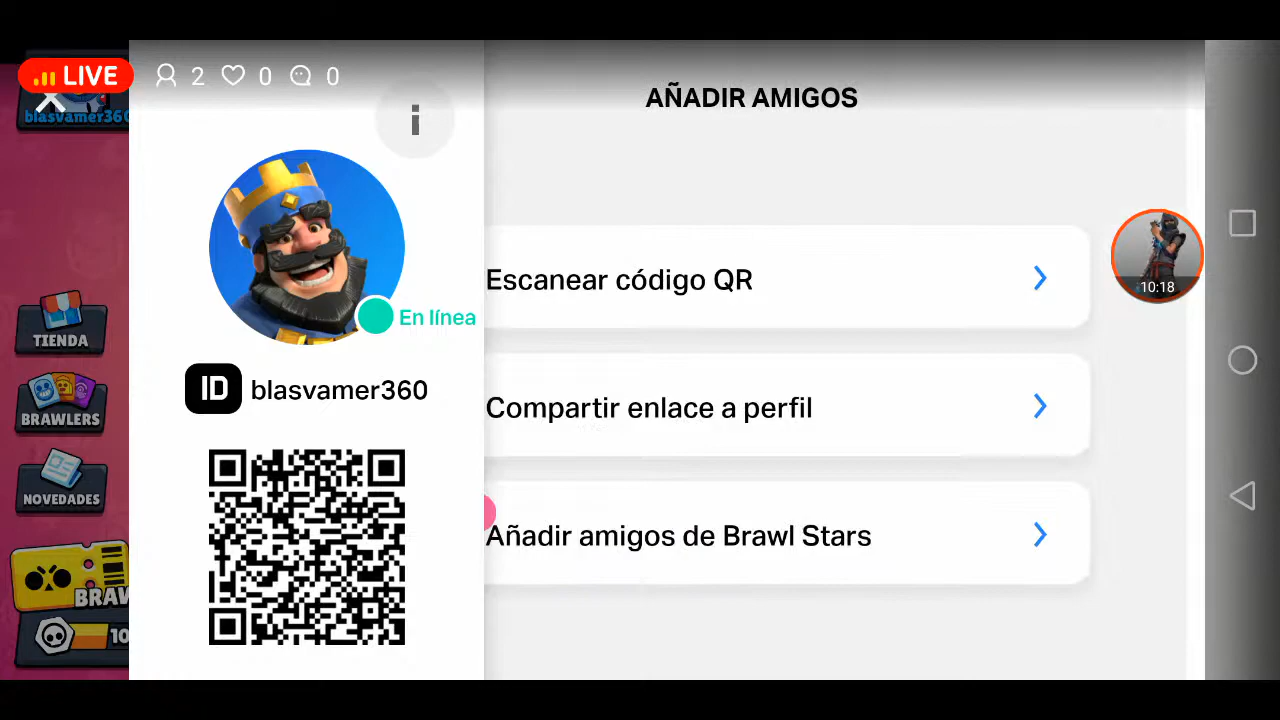 LIVE
2 0 0
blasvamer360
AÑADIR AMIGOS
i
En línea
ID blasvamer360
Escanear código QR
Compartir enlace a perfil
Añadir amigos de Brawl Stars
10:18
TIENDA
BRAWLERS
NOVEDADES
BRAW
10